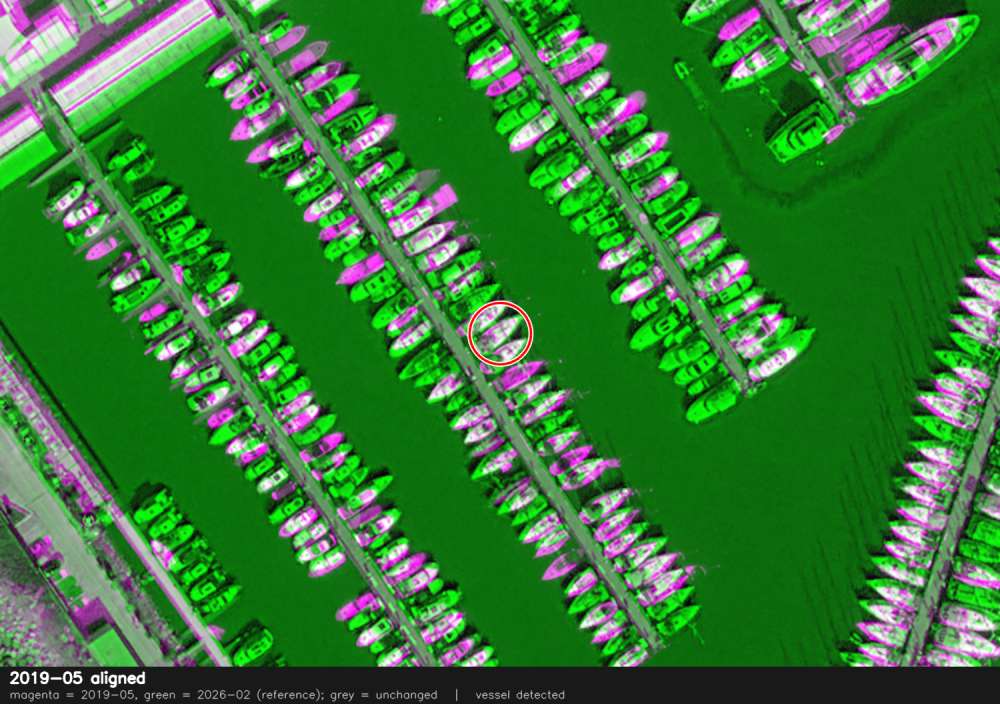 2019-05 aligned
magenta = 2019-05, green = 2026-02 (reference); grey = unchanged | vessel detected